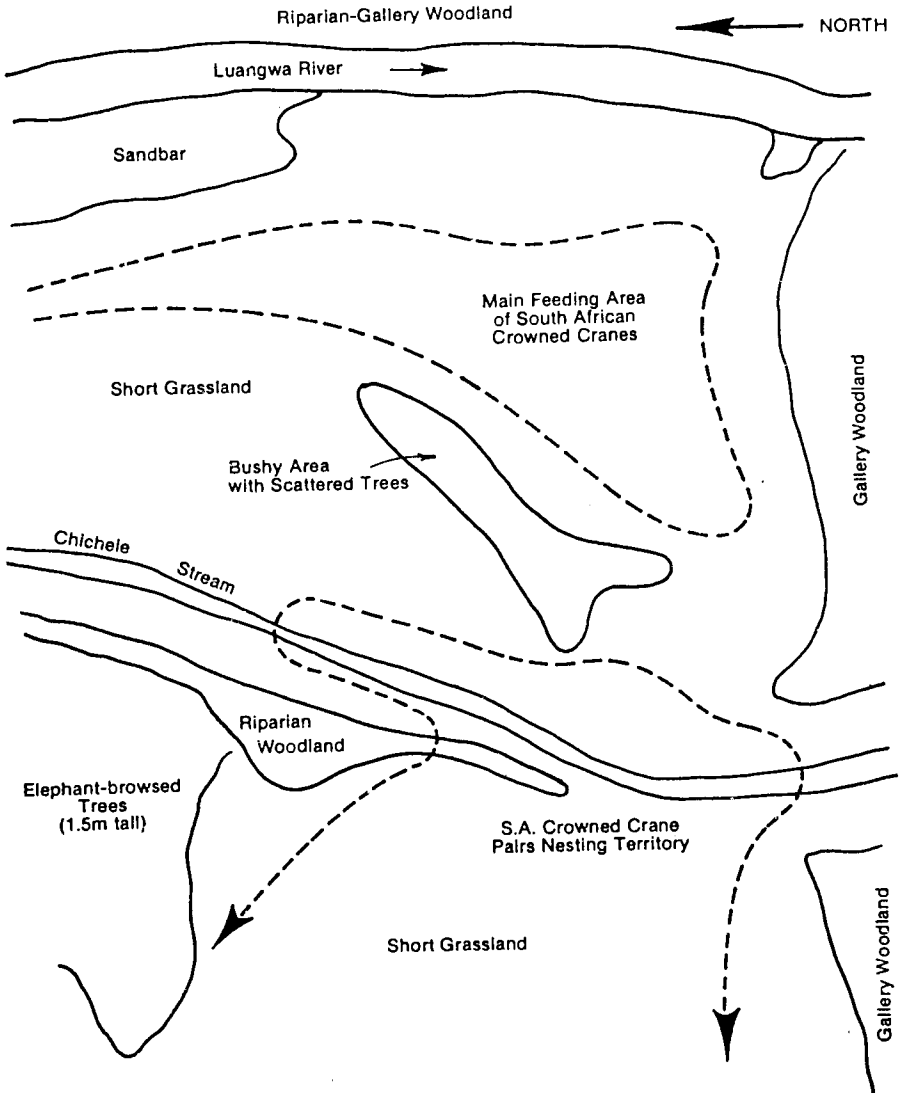 Riparian-Gallery Woodland
NORTH
Luangwa River
Sandbar
Main Feeding Area
of South African
Crowned Cranes
Short Grassland
Gallery Woodland
Bushy Area
with Scattered Trees
Chichele
Stream
Riparian
Woodland
Elephant-browsed
Trees
(1.5m tall)
S.A. Crowned Crane
Pairs Nesting Territory
Short Grassland
Gallery Woodland